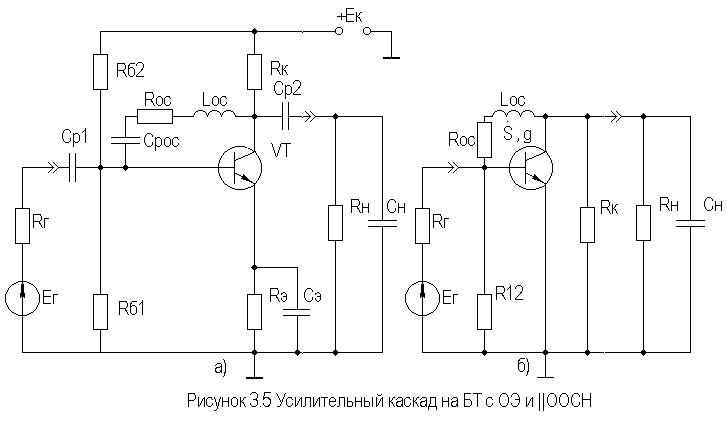 +Ек
Rб2
Rк
Rос
Lос
Ср2
Ср1
Срос
VT
Rг
Rн
Сн
Ег
Rб1
Rэ
Сэ
а)
Lос
Rос
S , g
Rг
Rк
Rн
Сн
Ег
R12
б)
Рисунок 3.5 Усилительный каскад на БТ с ОЭ и ||ООСН